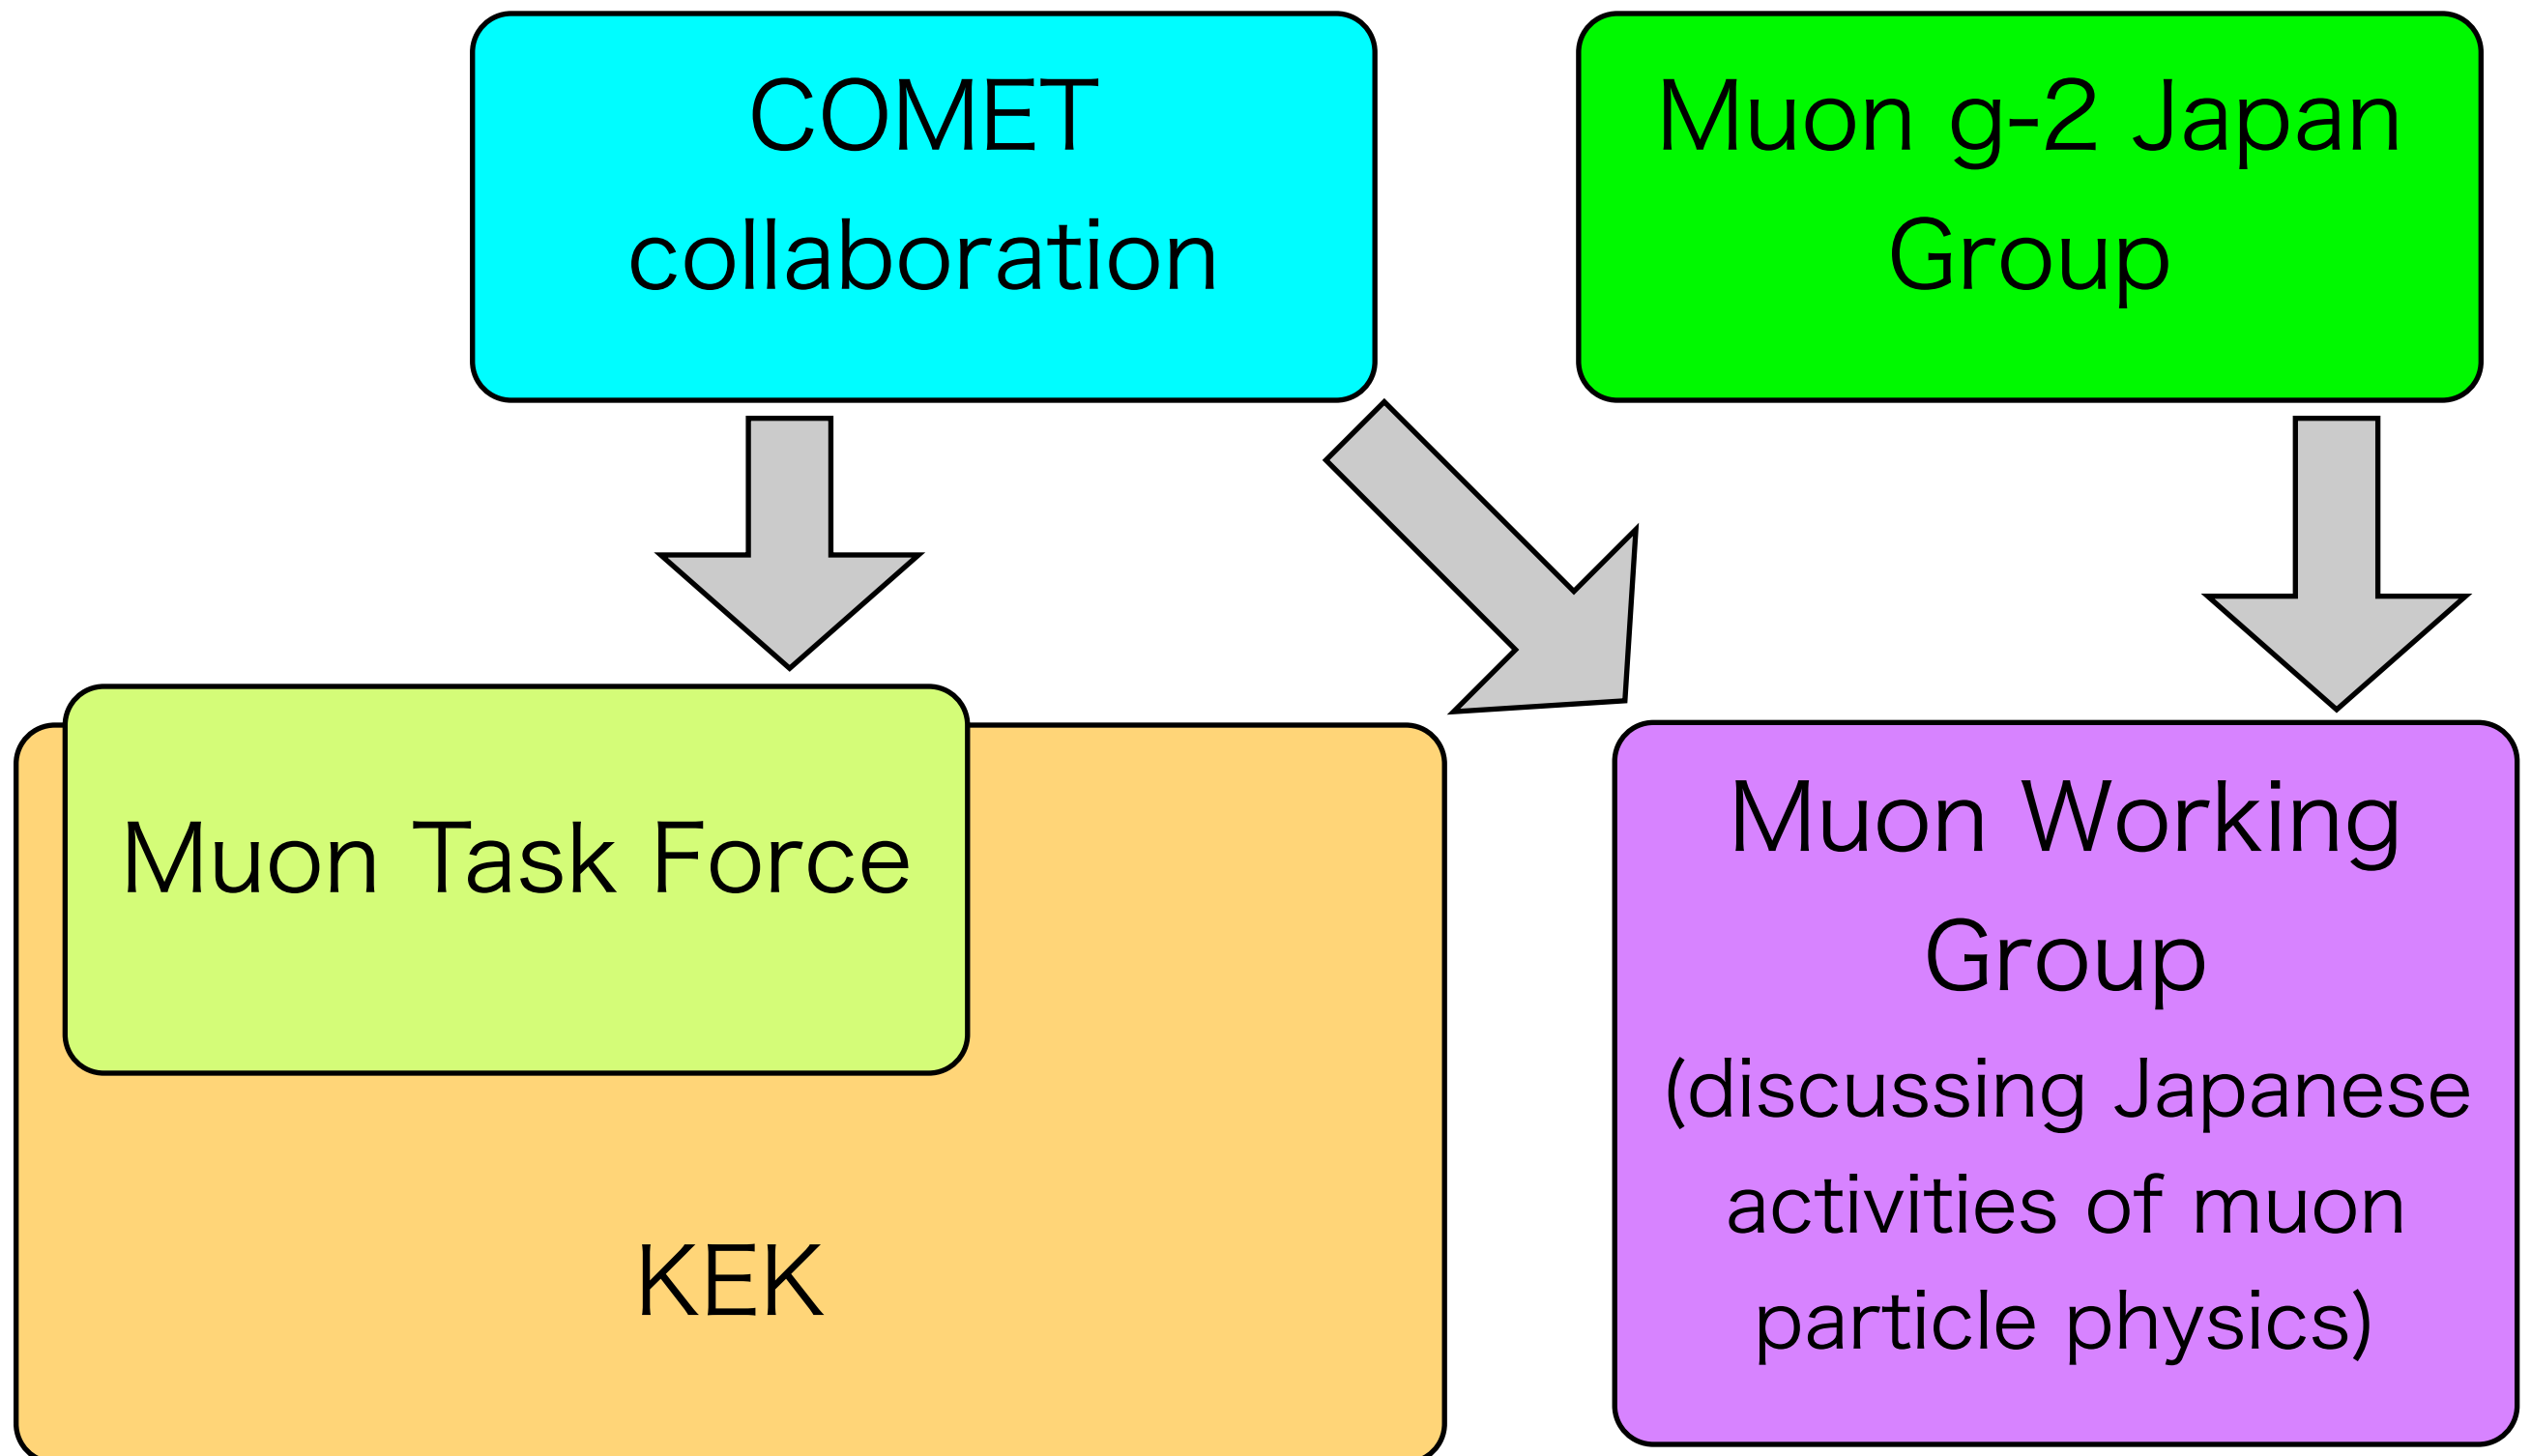 COMET
collaboration
Muon g-2 Japan
Group
Muon Task Force
KEK
Muon Working
Group
(discussing Japanese
activities of muon
particle physics)